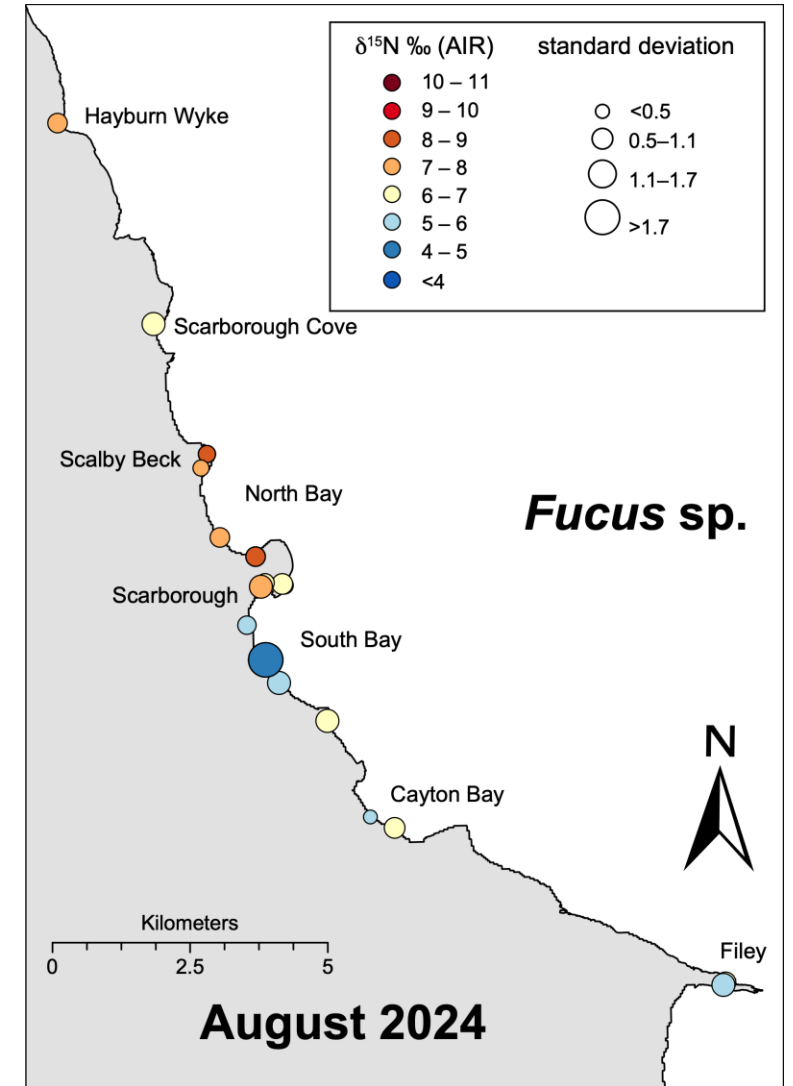 δ¹⁵N ‰ (AIR)
standard deviation
10 – 11
9 – 10
8 – 9
7 – 8
6 – 7
5 – 6
4 – 5
<4
<0.5
0.5–1.1
1.1–1.7
>1.7
Hayburn Wyke
Scarborough Cove
Scalby Beck
North Bay
Fucus sp.
Scarborough
South Bay
N
Cayton Bay
Kilometers
0 2.5 5
Filey
August 2024